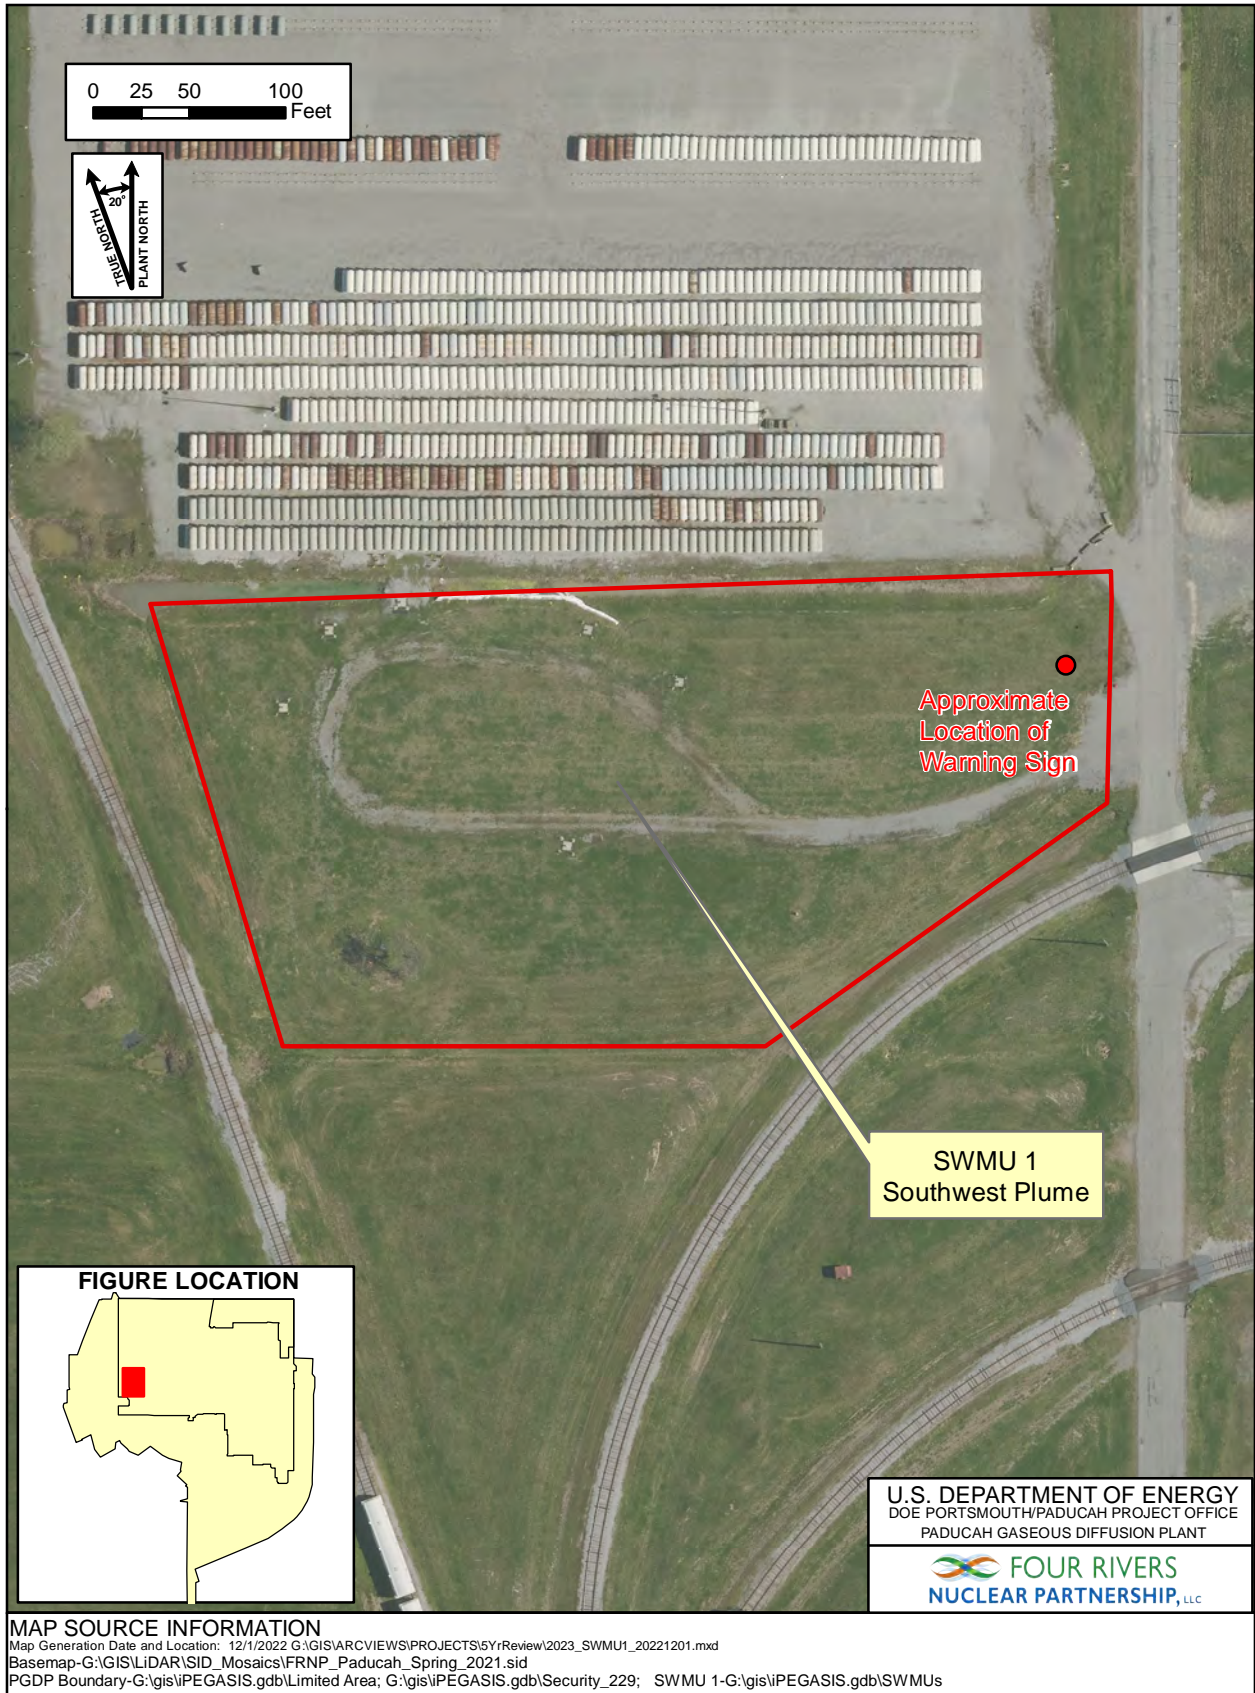 0 25 50 100
Feet
20°
TRUE NORTH
PLANT NORTH
Approximate
Location of
Warning Sign
SWMU 1
Southwest Plume
FIGURE LOCATION
U.S. DEPARTMENT OF ENERGY
DOE PORTSMOUTH/PADUCAH PROJECT OFFICE
PADUCAH GASEOUS DIFFUSION PLANT
FOUR RIVERS
NUCLEAR PARTNERSHIP, LLC
MAP SOURCE INFORMATION
Map Generation Date and Location: 12/1/2022 G:\GIS\ARCVIEWS\PROJECTS\5YrReview\2023_SWMU1_20221201.mxd
Basemap-G:\GIS\LiDAR\SID_Mosaics\FRNP_Paducah_Spring_2021.sid
PGDP Boundary-G:\gis\iPEGASIS.gdb\Limited Area; G:\gis\iPEGASIS.gdb\Security_229; SWMU 1-G:\gis\iPEGASIS.gdb\SWMUs